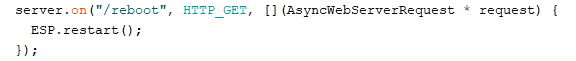 server.on("/reboot", HTTP_GET, [](AsyncWebServerRequest * request) {
  ESP.restart();
});